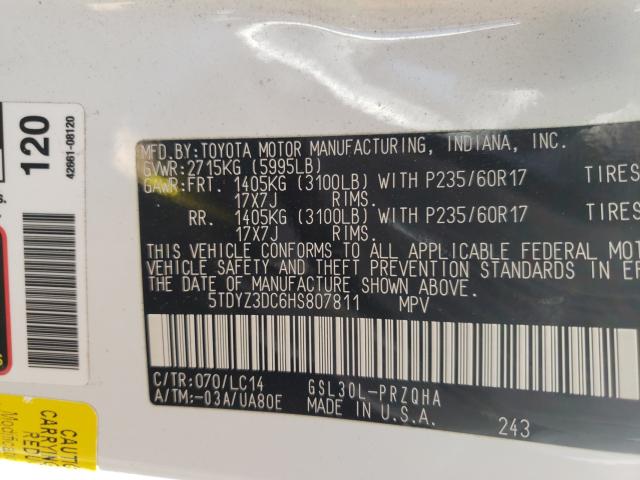 MFD.BY:TOYOTA MOTOR MANUFACTURING, INDIANA, INC.
GVWR:2715KG (5995LB)
GAWR:FRT. 1405KG (3100LB) WITH P235/60R17 TIRES
17X7J RIMS.
RR. 1405KG (3100LB) WITH P235/60R17 TIRES
17X7J RIMS.
THIS VEHICLE CONFORMS TO ALL APPLICABLE FEDERAL MOT
VEHICLE SAFETY AND THEFT PREVENTION STANDARDS IN EF
THE DATE OF MANUFACTURE SHOWN ABOVE.
5TDYZ3DC6HS807811 MPV
C/TR:070/LC14 GSL30L-PRZQHA
A/TM:-03A/UA80E MADE IN U.S.A.
243
120
42661-08120
s.
CAUT
CARRYING
REDU
Modificat